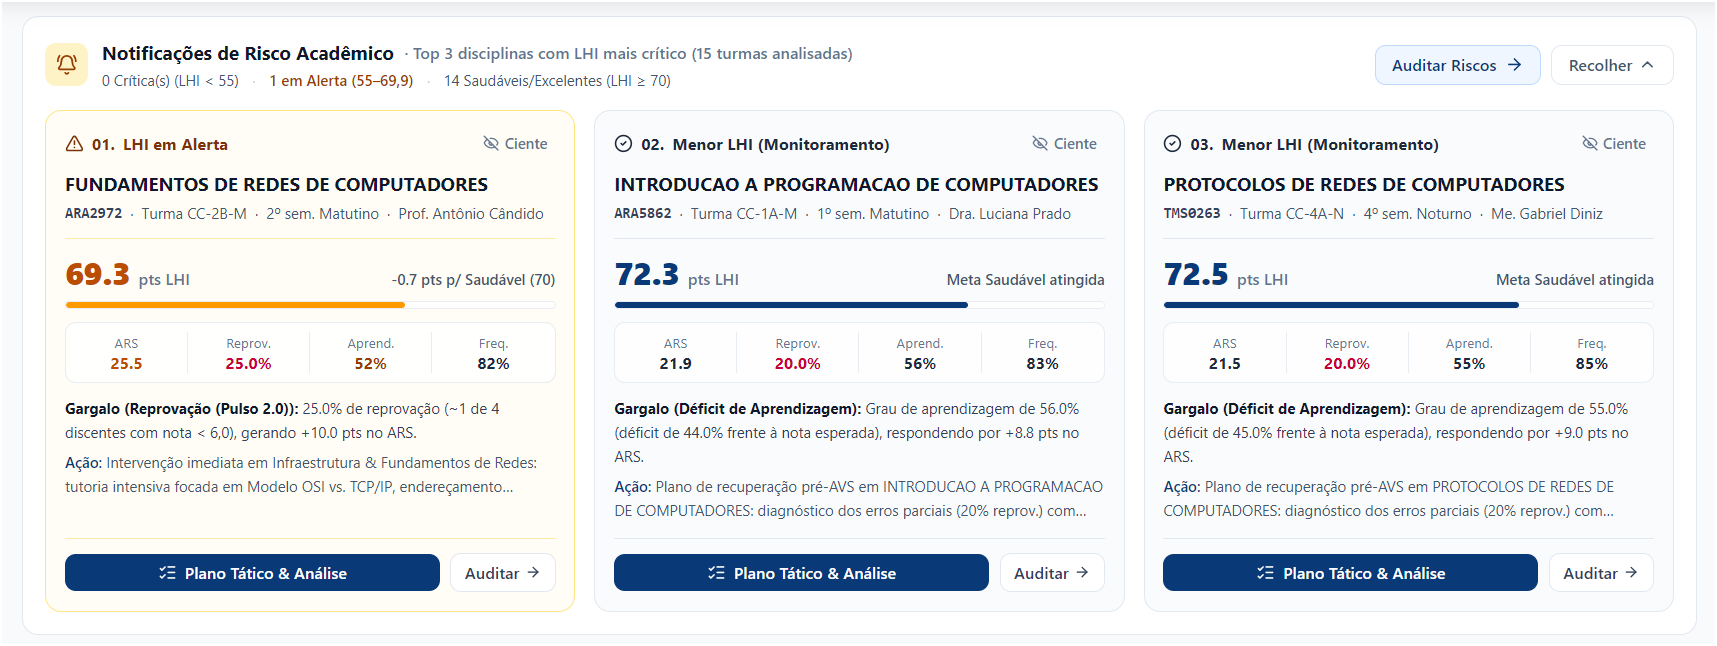 Notificações de Risco Acadêmico · Top 3 disciplinas com LHI mais crítico (15 turmas analisadas)
0 Crítica(s) (LHI < 55) · 1 em Alerta (55–69,9) · 14 Saudáveis/Excelentes (LHI ≥ 70)
Auditar Riscos →
Recolher
01. LHI em Alerta
Ciente
FUNDAMENTOS DE REDES DE COMPUTADORES
ARA2972 · Turma CC-2B-M · 2º sem. Matutino · Prof. Antônio Cândido
69.3 pts LHI
-0.7 pts p/ Saudável (70)
ARS Reprov. Aprend. Freq.
25.5 25.0% 52% 82%
Gargalo (Reprovação (Pulso 2.0)): 25.0% de reprovação (~1 de 4
discentes com nota < 6,0), gerando +10.0 pts no ARS.
Ação: Intervenção imediata em Infraestrutura & Fundamentos de Redes:
tutoria intensiva focada em Modelo OSI vs. TCP/IP, endereçamento...
Plano Tático & Análise
Auditar →
02. Menor LHI (Monitoramento)
Ciente
INTRODUCAO A PROGRAMACAO DE COMPUTADORES
ARA5862 · Turma CC-1A-M · 1º sem. Matutino · Dra. Luciana Prado
72.3 pts LHI
Meta Saudável atingida
ARS Reprov. Aprend. Freq.
21.9 20.0% 56% 83%
Gargalo (Déficit de Aprendizagem): Grau de aprendizagem de 56.0%
(déficit de 44.0% frente à nota esperada), respondendo por +8.8 pts no
ARS.
Ação: Plano de recuperação pré-AVS em INTRODUCAO A PROGRAMACAO
DE COMPUTADORES: diagnóstico dos erros parciais (20% reprov.) com...
Plano Tático & Análise
Auditar →
03. Menor LHI (Monitoramento)
Ciente
PROTOCOLOS DE REDES DE COMPUTADORES
TMS0263 · Turma CC-4A-N · 4º sem. Noturno · Me. Gabriel Diniz
72.5 pts LHI
Meta Saudável atingida
ARS Reprov. Aprend. Freq.
21.5 20.0% 55% 85%
Gargalo (Déficit de Aprendizagem): Grau de aprendizagem de 55.0%
(déficit de 45.0% frente à nota esperada), respondendo por +9.0 pts no
ARS.
Ação: Plano de recuperação pré-AVS em PROTOCOLOS DE REDES DE
COMPUTADORES: diagnóstico dos erros parciais (20% reprov.) com...
Plano Tático & Análise
Auditar →